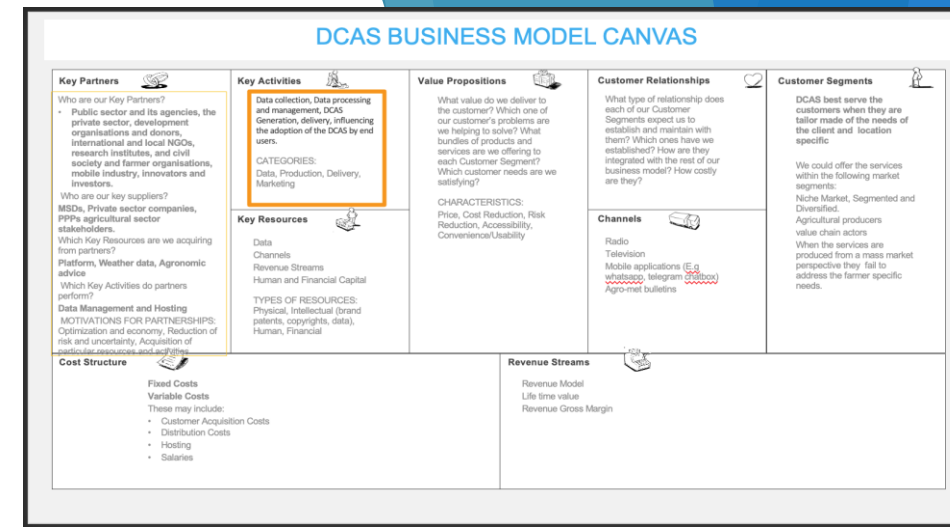 DCAS BUSINESS MODEL CANVAS
Key Partners
Who are our Key Partners?
• Public sector and its agencies, the
private sector, development
organisations and donors,
international and local NGOs,
research institutes, and civil
society and farmer organisations,
mobile industry, innovators and
investors.
Who are our key suppliers?
MSDs, Private sector companies,
PPPs agricultural sector
stakeholders.
Which Key Resources are we acquiring
from partners?
Platform, Weather data, Agronomic
advice
Which Key Activities do partners
perform?
Data Management and Hosting
MOTIVATIONS FOR PARTNERSHIPS:
Optimization and economy, Reduction of
risk and uncertainty, Acquisition of
particular resources and activities
Key Activities
Data collection, Data processing
and management, DCAS
Generation, delivery, influencing
the adoption of the DCAS by end
users.
CATEGORIES:
Data, Production, Delivery,
Marketing
Key Resources
Data
Channels
Revenue Streams
Human and Financial Capital
TYPES OF RESOURCES:
Physical, Intellectual (brand
patents, copyrights, data),
Human, Financial
Value Propositions
What value do we deliver to
the customer? Which one of
our customer's problems are
we helping to solve? What
bundles of products and
services are we offering to
each Customer Segment?
Which customer needs are we
satisfying?
CHARACTERISTICS:
Price, Cost Reduction, Risk
Reduction, Accessibility,
Convenience/Usability
Customer Relationships
What type of relationship does
each of our Customer
Segments expect us to
establish and maintain with
them? Which ones have we
established? How are they
integrated with the rest of our
business model? How costly
are they?
Channels
Radio
Television
Mobile applications (E.g
whatsapp, telegram chatbox)
Agro-met bulletins
Customer Segments
DCAS best serve the
customers when they are
tailor made of the needs of
the client and location
specific
We could offer the services
within the following market
segments:
Niche Market, Segmented and
Diversified.
Agricultural producers
value chain actors
When the services are
produced from a mass market
perspective they fail to
address the farmer specific
needs.
Cost Structure
Fixed Costs
Variable Costs
These may include:
• Customer Acquisition Costs
• Distribution Costs
• Hosting
• Salaries
Revenue Streams
Revenue Model
Life time value
Revenue Gross Margin